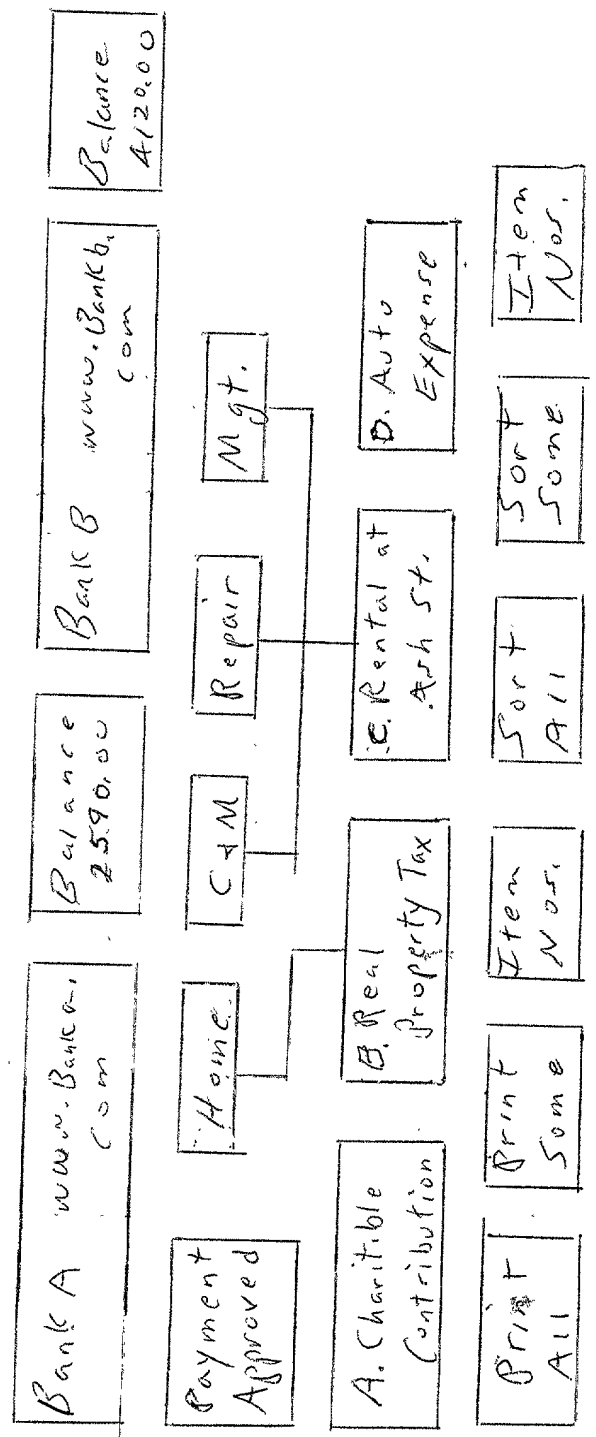 Bank A www.Banka.
com
Balance
2590.00
Bank B www.Bankb.
com
Balance
4120.00
Payment
Approved
Home
C+M
Repair
Mgt.
A. Charitible
Contribution
B. Real
Property Tax
C. Rental at
Ash St.
D. Auto
Expense
Print
All
Print
Some
Item
Nos.
Sort
All
Sort
Some
Item
Nos.